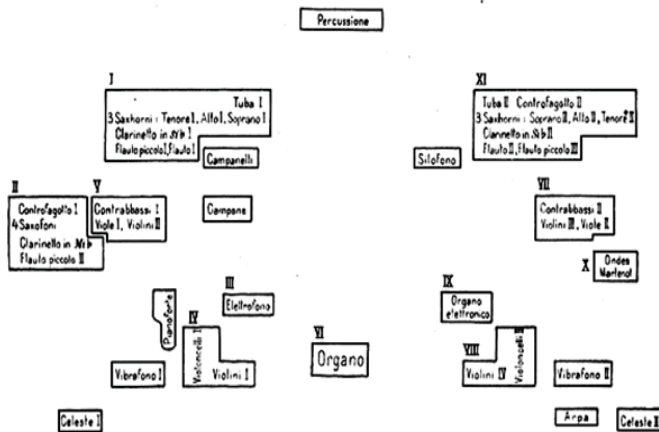 Percussione
I
Tuba I
3 Saxhorni : Tenore I, Alto I, Soprano I
Clarinetto in Mib I
Flauto piccolo I, Flauto I
XI
Tuba II Controfagotto II
3 Saxhorni : Soprano II, Alto II, Tenore II
Clarinetto in Sib II
Flauto II, Flauto piccolo III
Campanelli
Silofono
II
Controfagotto I
4 Saxofoni
Clarinetto in Mib
Flauto piccolo II
V
Contrabbassi I
Viole I, Violini II
Campane
VII
Contrabbassi II
Violini III, Viole II
X
Ondes
Martenot
III
Elettrofono
IX
Organo
elettronico
Pianoforte
IV
Violoncelli I
Violini I
VI
Organo
VIII
Violini IV
Violoncelli II
Vibrafono I
Vibrafono II
Celeste I
Arpa
Celeste II